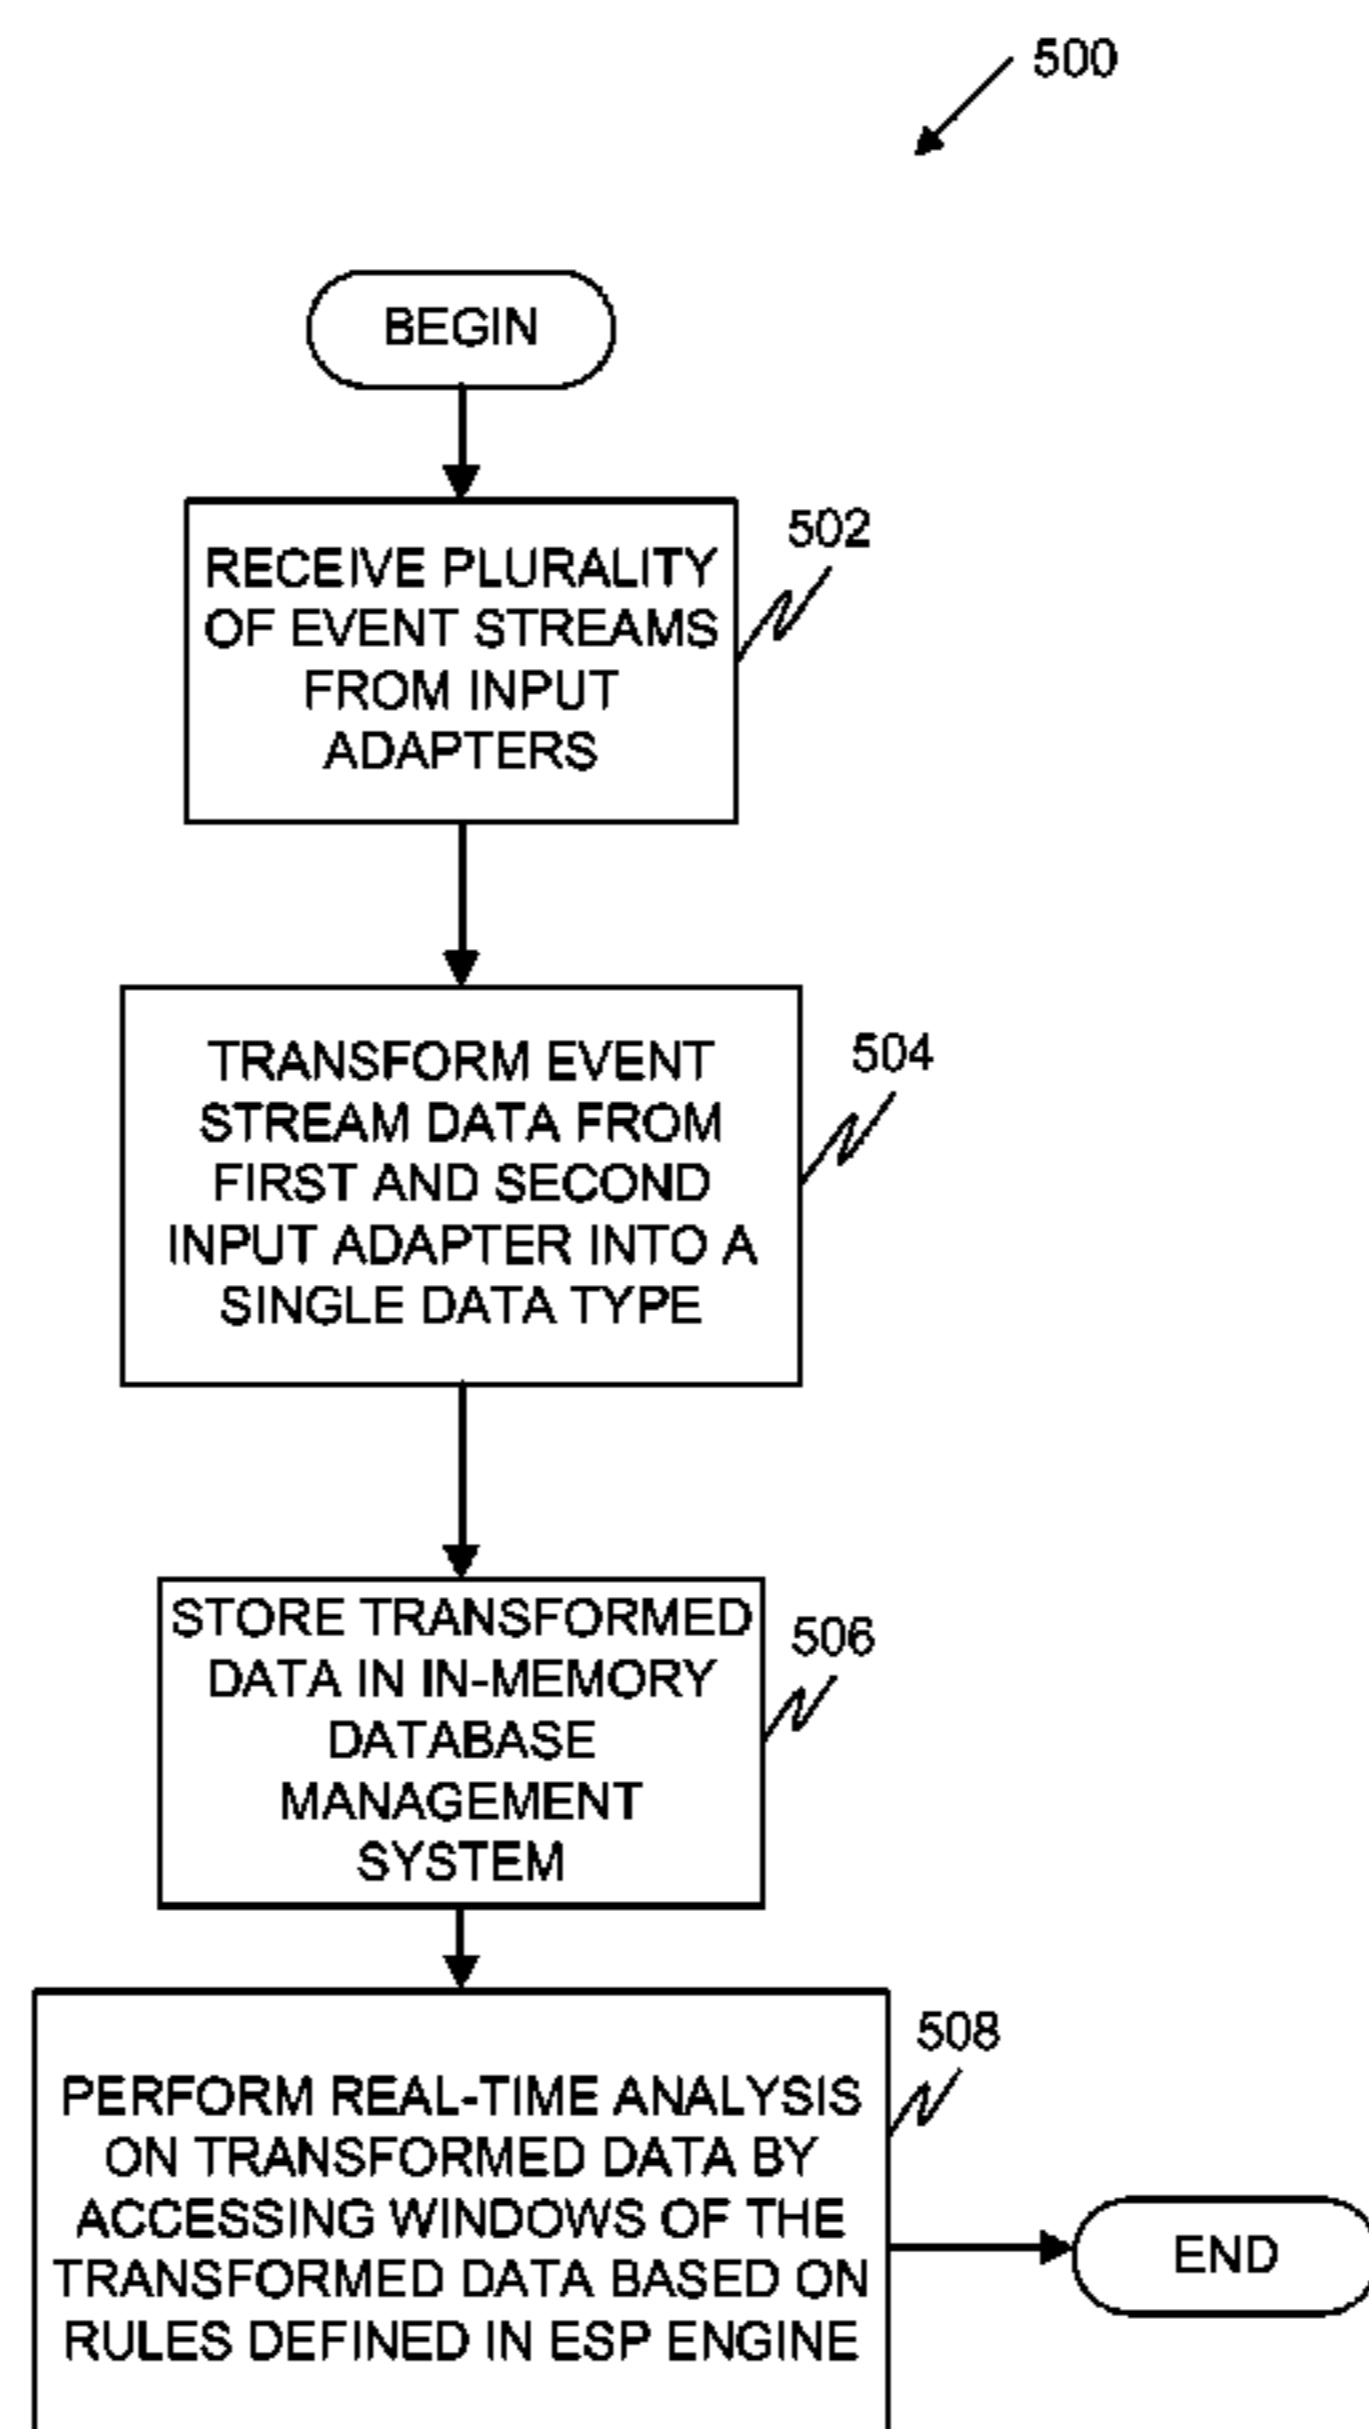 500
BEGIN
502
RECEIVE PLURALITY
OF EVENT STREAMS
FROM INPUT
ADAPTERS
504
TRANSFORM EVENT
STREAM DATA FROM
FIRST AND SECOND
INPUT ADAPTER INTO A
SINGLE DATA TYPE
506
STORE TRANSFORMED
DATA IN IN-MEMORY
DATABASE
MANAGEMENT
SYSTEM
508
PERFORM REAL-TIME ANALYSIS
ON TRANSFORMED DATA BY
ACCESSING WINDOWS OF THE
TRANSFORMED DATA BASED ON
RULES DEFINED IN ESP ENGINE
END